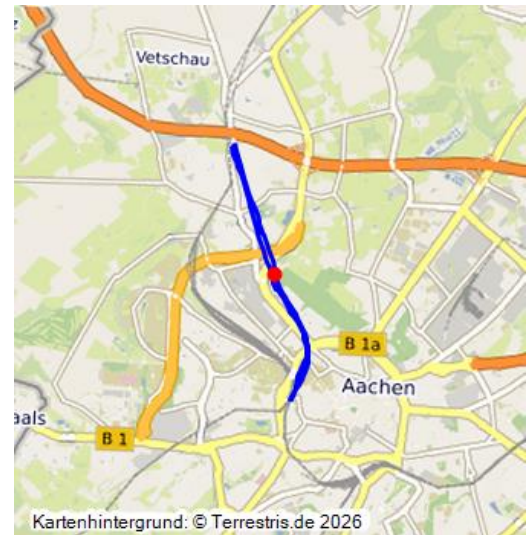 Vetschau
B 1a
Aachen
aals
B 1
Kartenhintergrund: © Terrestris.de 2026